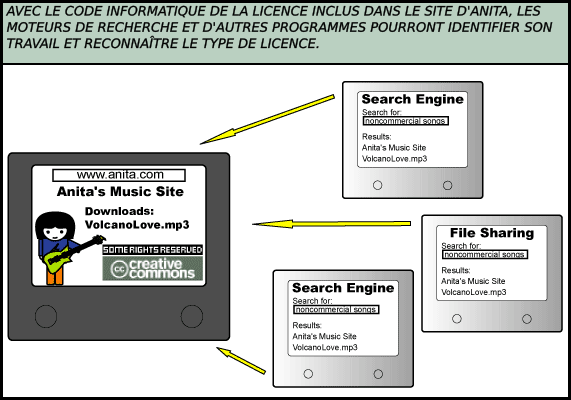 AVEC LE CODE INFORMATIQUE DE LA LICENCE INCLUS DANS LE SITE D'ANITA, LES
MOTEURS DE RECHERCHE ET D'AUTRES PROGRAMMES POURRONT IDENTIFIER SON
TRAVAIL ET RECONNAÎTRE LE TYPE DE LICENCE.
Search Engine
Search for:
noncommercial songs
Results:
Anita's Music Site
VolcanoLove.mp3
www.anita.com
Anita's Music Site
Downloads:
VolcanoLove.mp3
SOME RIGHTS RESERVED
cc creative
commons
File Sharing
Search for:
noncommercial songs
Results:
Anita's Music Site
VolcanoLove.mp3
Search Engine
Search for:
noncommercial songs
Results:
Anita's Music Site
VolcanoLove.mp3